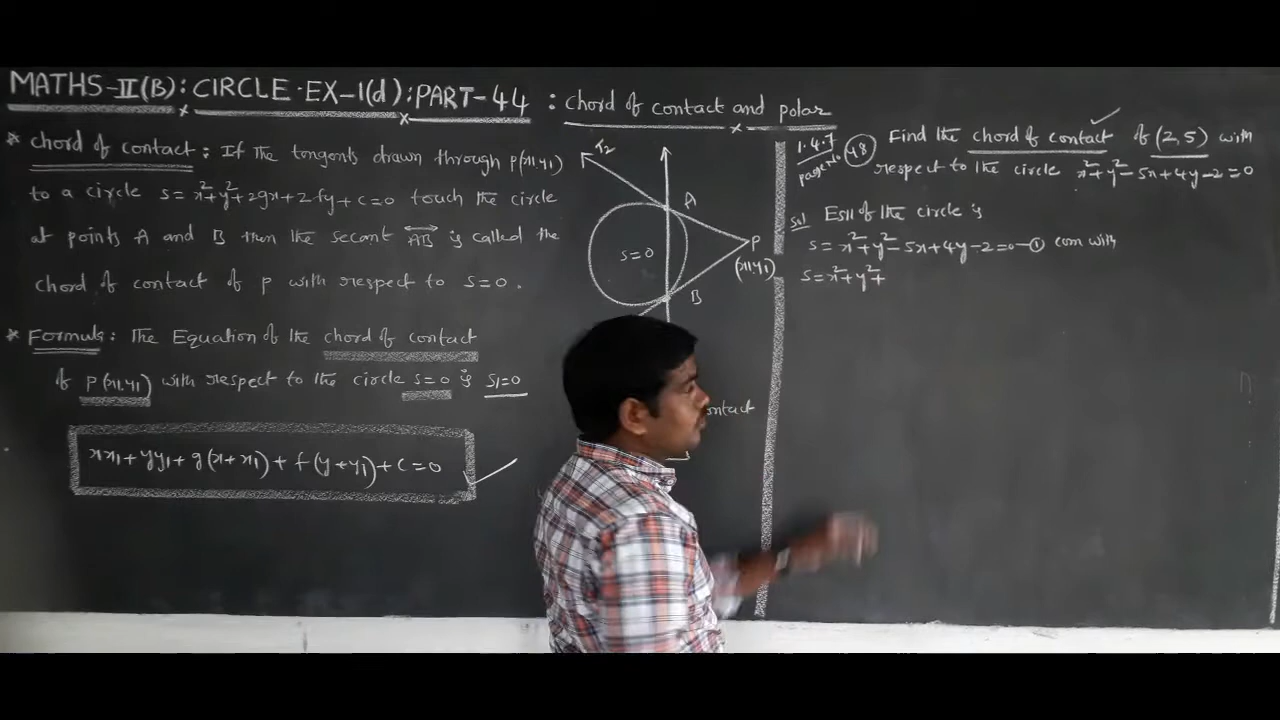 MATHS-II(B): CIRCLE·EX-1(d): PART-44 : chord of contact and polar
* chord of contact: If the tangents drawn through P(x1,y1)
to a circle S=x²+y²+2gx+2fy+c=0 touch the circle
at points A and B then the secant AB is called the
chord of contact of P with respect to S=0.
* Formula: The Equation of the chord of contact
of P(x1,y1) with respect to the circle S=0 is S1=0
xx1+yy1+g(x+x1)+f(y+y1)+c=0
T2
A
S=0
P
(x1,y1)
B
ontact
1.4.7
48 Find the chord of contact of (2,5) with
respect to the circle x²+y²-5x+4y-2=0
Sol Esn of the circle is
S=x²+y²-5x+4y-2=0-① com with
S=x²+y²+